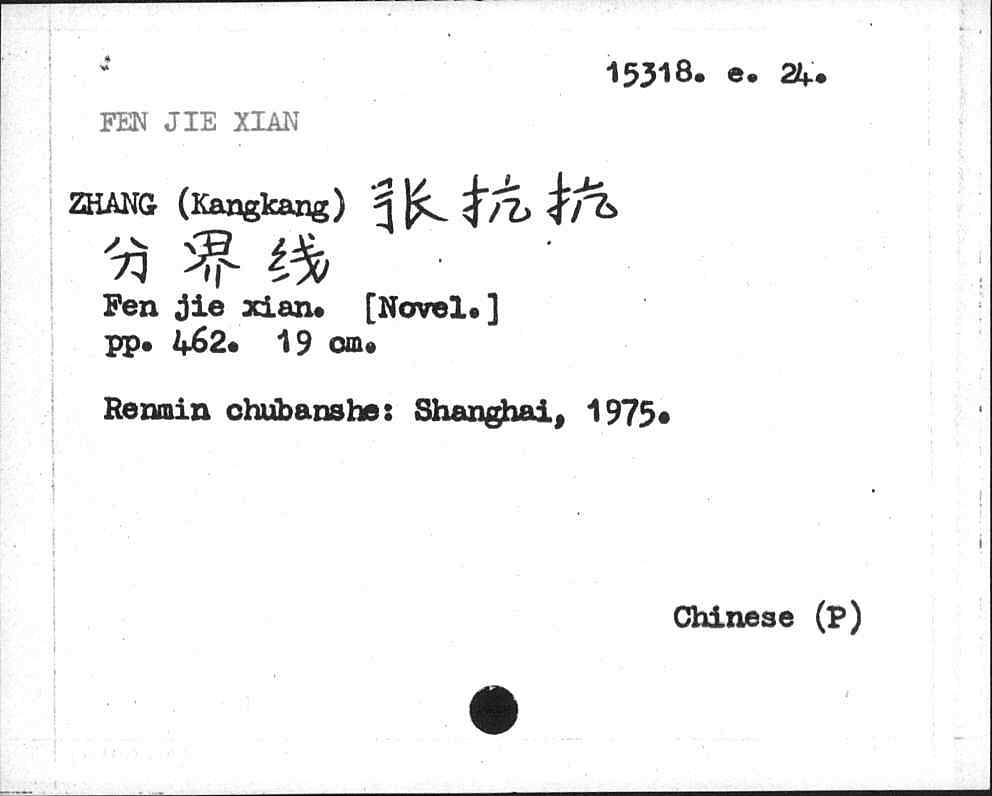 15318. e. 24.
FEN JIE XIAN
ZHANG (Kangkang) 张抗抗
分界线
Fen jie xian. [Novel.]
pp. 462. 19 cm.
Renmin chubanshe: Shanghai, 1975.
Chinese (P)